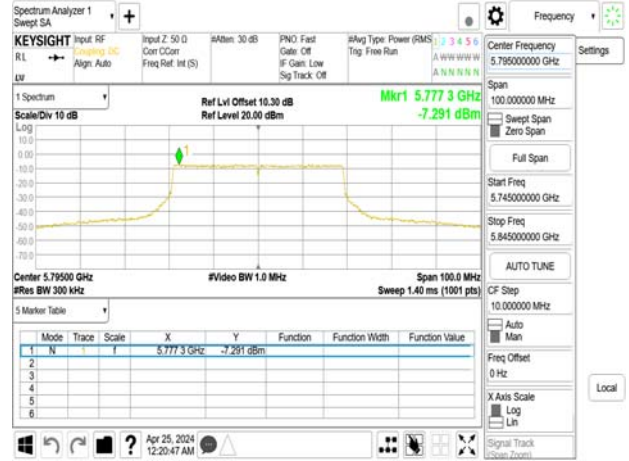 Spectrum Analyzer 1
Swept SA
+
Frequency
KEYSIGHT
RL
Input: RF
Coupling: DC
Align: Auto
Input Z: 50 Ω
Corr CCorr
Freq Ref: Int (S)
#Atten: 30 dB
PNO: Fast
Gate: Off
IF Gain: Low
Sig Track: Off
#Avg Type: Power (RMS
Trig: Free Run
1 2 3 4 5 6
A W W W W W
A N N N N N
1 Spectrum
Scale/Div 10 dB
Ref Lvl Offset 10.30 dB
Ref Level 20.00 dBm
Mkr1 5.777 3 GHz
-7.291 dBm
Log
10.0
0.00
-10.0
-20.0
-30.0
-40.0
-50.0
-60.0
-70.0
1
Center 5.79500 GHz
#Res BW 300 kHz
#Video BW 1.0 MHz
Span 100.0 MHz
Sweep 1.40 ms (1001 pts)
5 Marker Table
Mode Trace Scale X Y Function Function Width Function Value
1 N 1 f 5.777 3 GHz -7.291 dBm
2
3
4
5
6
Apr 25, 2024
12:20:47 AM
?
Center Frequency
5.795000000 GHz
Settings
Span
100.000000 MHz
Swept Span
Zero Span
Full Span
Start Freq
5.745000000 GHz
Stop Freq
5.845000000 GHz
AUTO TUNE
CF Step
10.000000 MHz
Auto
Man
Freq Offset
0 Hz
X Axis Scale
Log
Lin
Local
Signal Track
(Span Zoom)